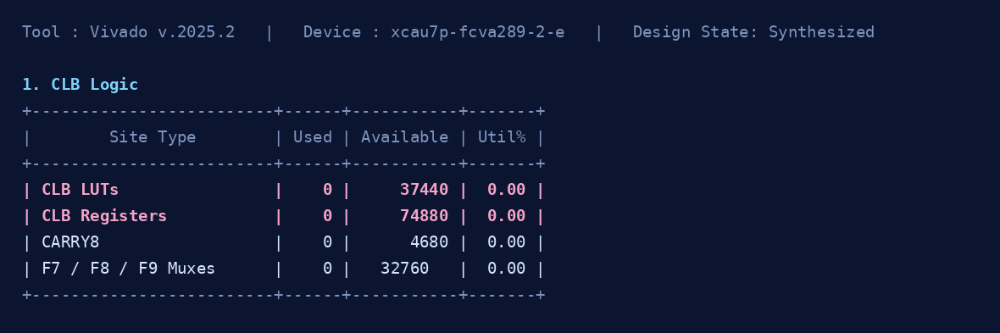 Tool : Vivado v.2025.2   |   Device : xcau7p-fcva289-2-e   |   Design State: Synthesized
1. CLB Logic
+-------------------------+------+-----------+-------+
|        Site Type        | Used | Available | Util% |
+-------------------------+------+-----------+-------+
| CLB LUTs                |    0 |     37440 |  0.00 |
| CLB Registers           |    0 |     74880 |  0.00 |
| CARRY8                  |    0 |      4680 |  0.00 |
| F7 / F8 / F9 Muxes      |    0 |   32760   |  0.00 |
+-------------------------+------+-----------+-------+